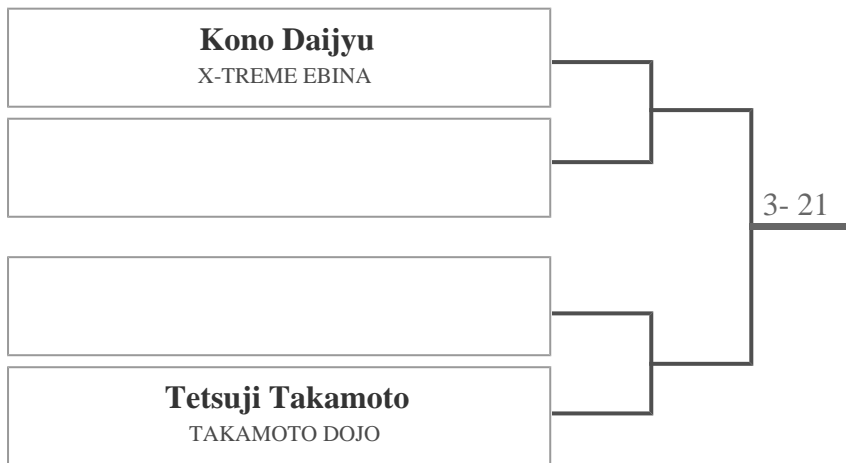 Kono Daijyu
X-TREME EBINA
3- 21
Tetsuji Takamoto
TAKAMOTO DOJO